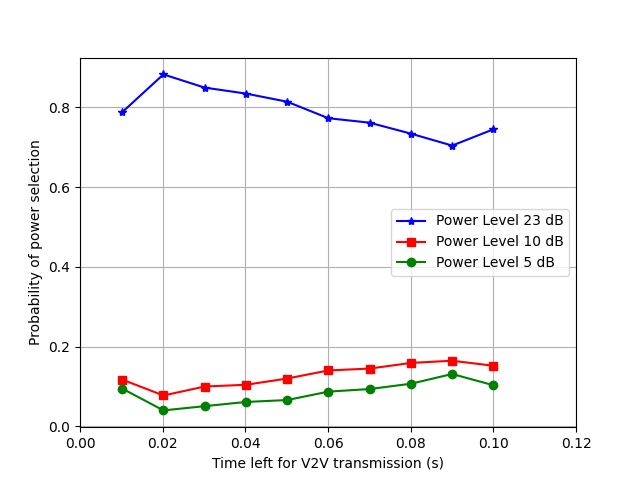 0.8
0.6
0.4
0.2
0.0
0.00 0.02 0.04 0.06 0.08 0.10 0.12
Probability of power selection
Time left for V2V transmission (s)
Power Level 23 dB
Power Level 10 dB
Power Level 5 dB